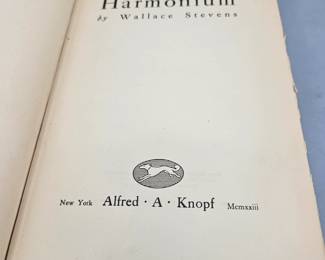 Harmonium
by Wallace Stevens
New York Alfred · A · Knopf Mcmxxiii